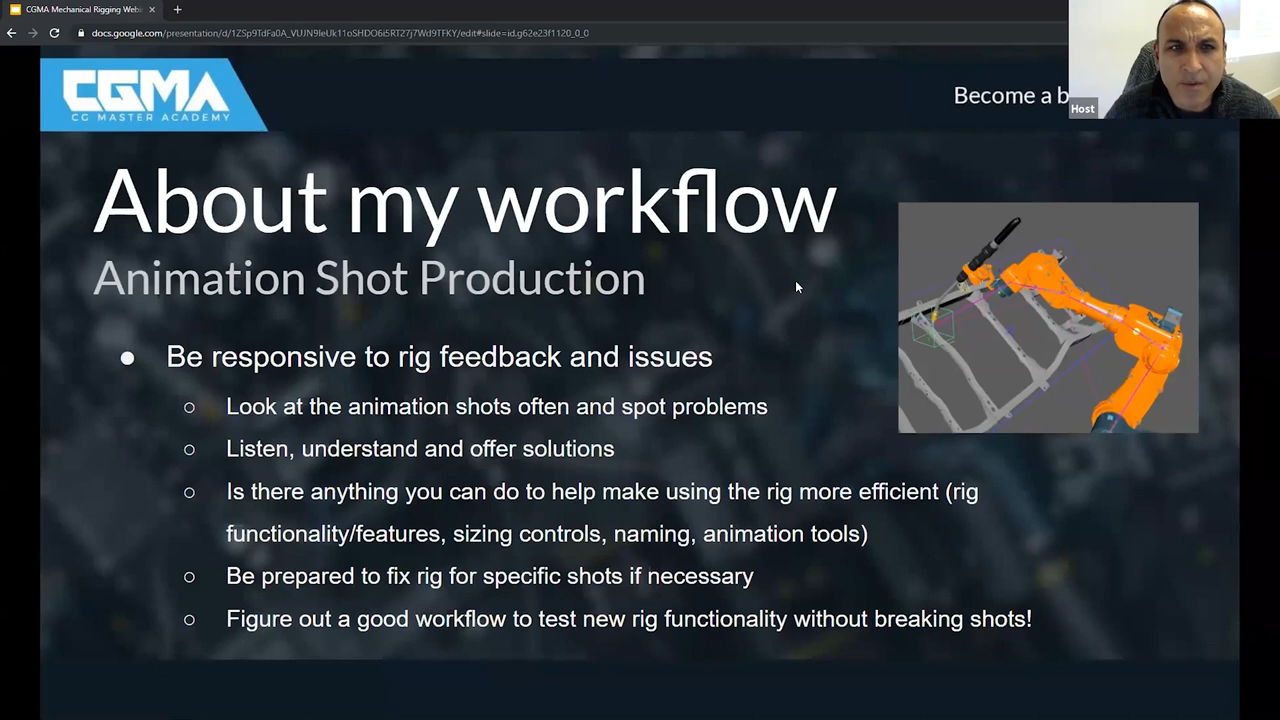 CGMA Mechanical Rigging Webi
docs.google.com/presentation/d/1ZSp9TdFa0A_VUJN9leUk11oSHDO6i5RT27j7Wd9TFKY/edit#slide=id.g62e23f1120_0_0
CGMA
CG MASTER ACADEMY
Become a b
Host
About my workflow
Animation Shot Production
● Be responsive to rig feedback and issues
○ Look at the animation shots often and spot problems
○ Listen, understand and offer solutions
○ Is there anything you can do to help make using the rig more efficient (rig
functionality/features, sizing controls, naming, animation tools)
○ Be prepared to fix rig for specific shots if necessary
○ Figure out a good workflow to test new rig functionality without breaking shots!